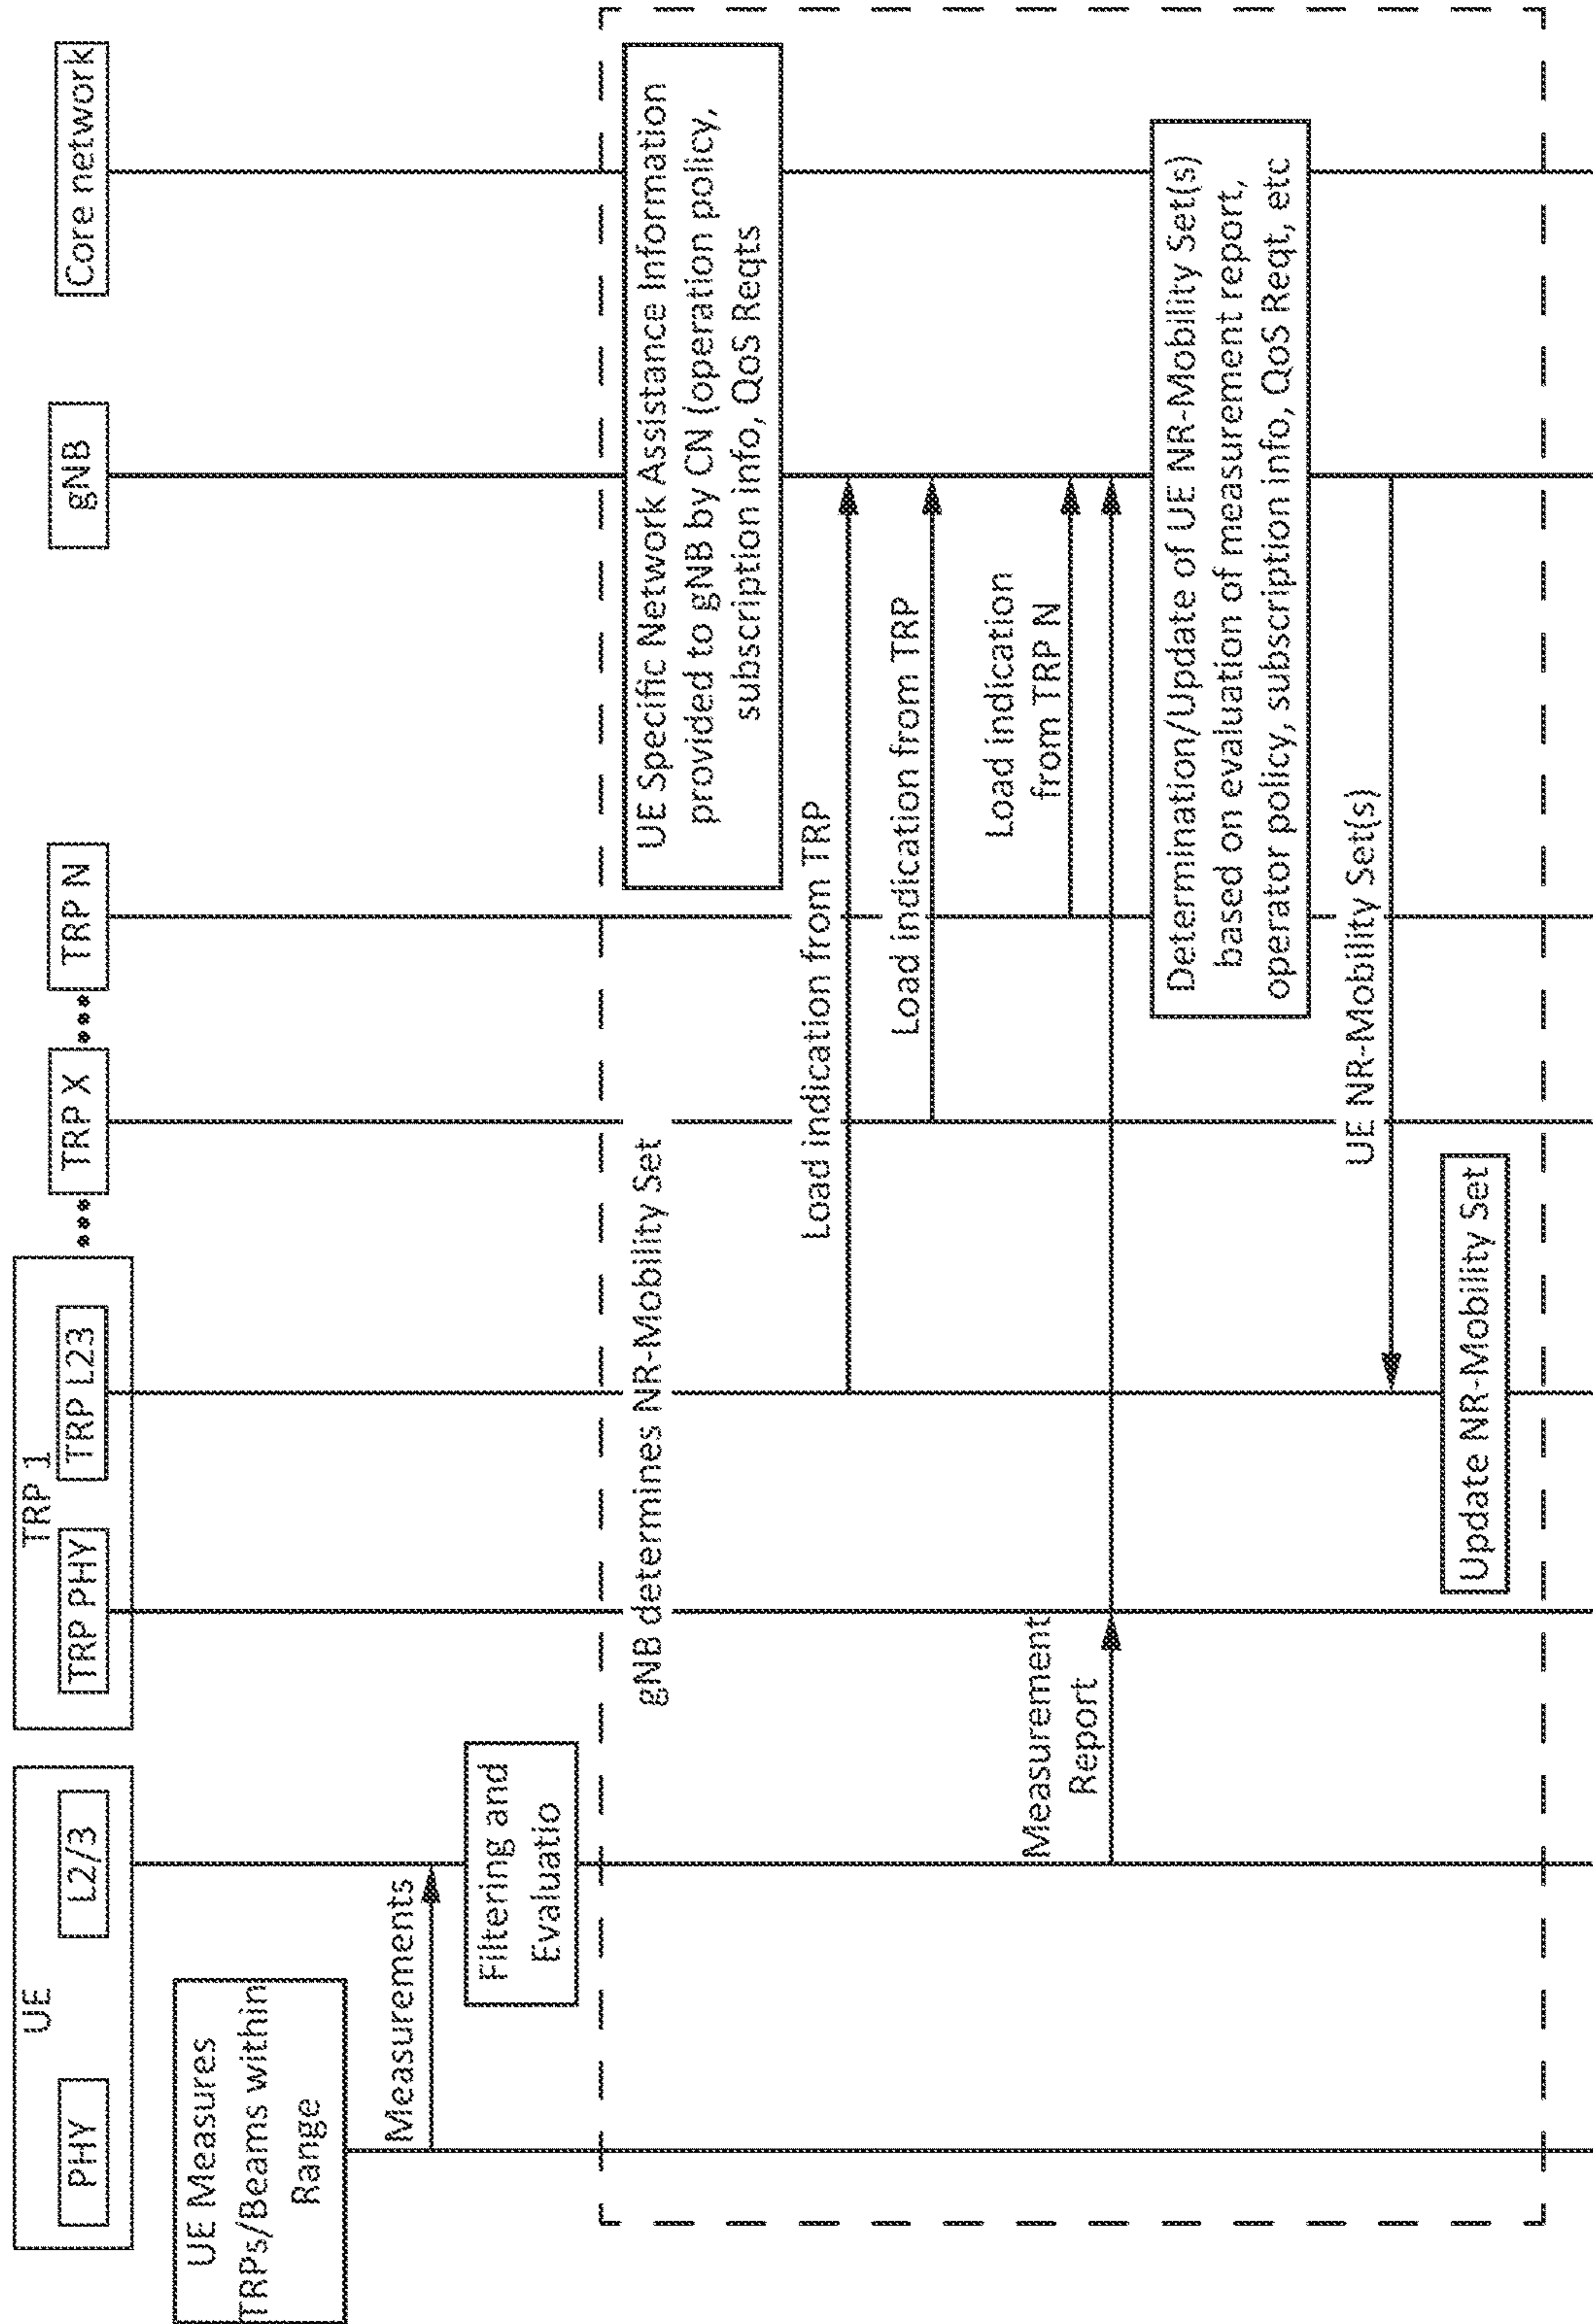 UE
PHY
L2/3
TRP 1
TRP PHY
TRP L23
TRP X
TRP N
gNB
Core network
UE Measures
TRPs/Beams within
Range
Measurements
Filtering and
Evaluatio
gNB determines NR-Mobility Set
UE Specific Network Assistance Information
provided to gNB by CN (operation policy,
subscription info, QoS Reqts
Load indication from TRP
Load indication from TRP
Load indication
from TRP N
Measurement
Report
Determination/Update of UE NR-Mobility Set(s)
based on evaluation of measurement report,
operator policy, subscription info, QoS Reqt, etc
UE NR-Mobility Set(s)
Update NR-Mobility Set